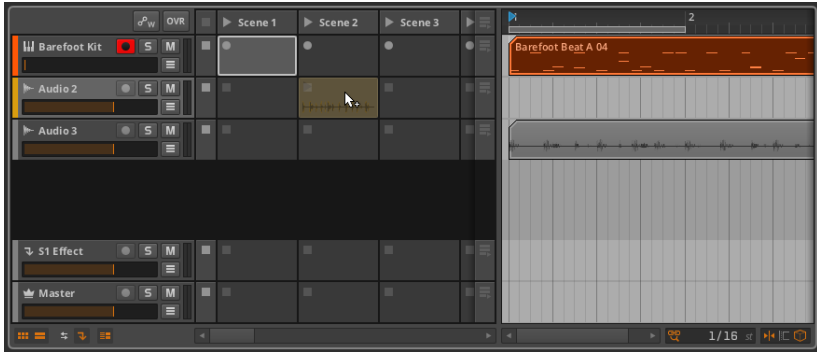 W OVR Scene 1 Scene 2 Scene 3 2
Barefoot Kit S M Barefoot Beat A 04
Audio 2 S M
Audio 3 S M
S1 Effect S M
Master S M
1/16 st